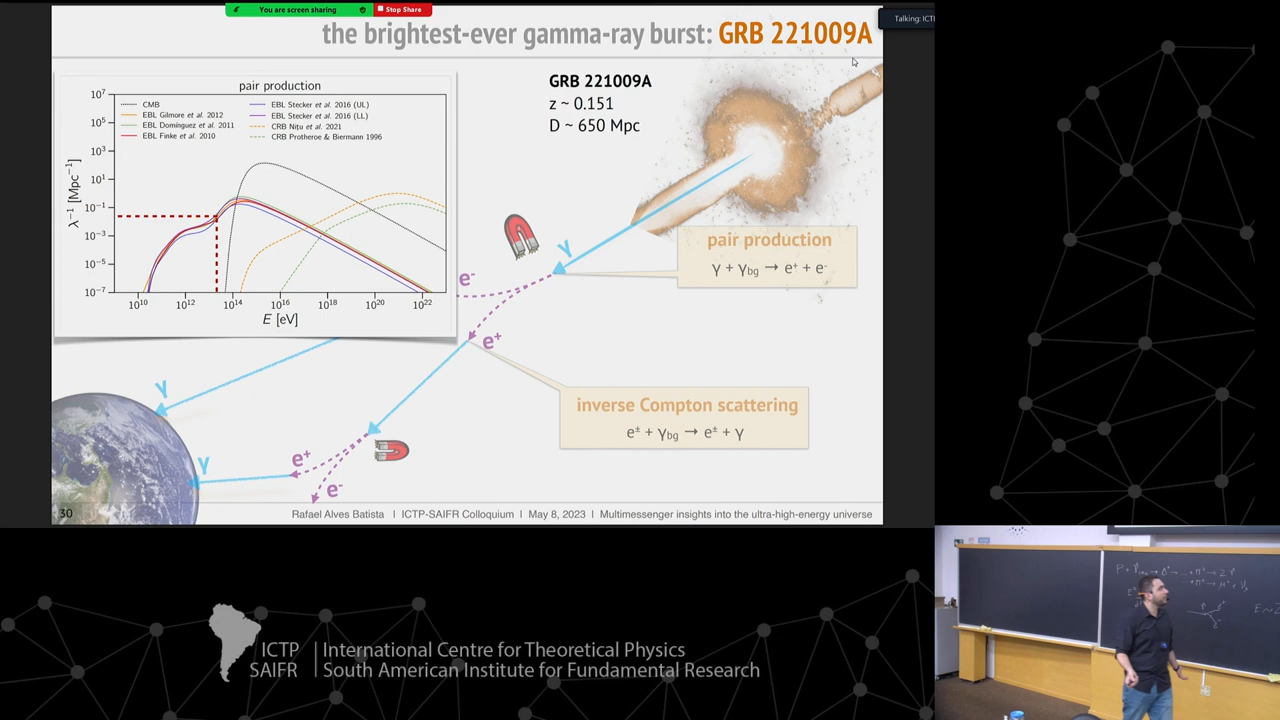 You are screen sharing
Stop Share
Talking: ICTI
the brightest-ever gamma-ray burst: GRB 221009A
pair production
10⁷
10⁵
10³
10¹
10⁻¹
10⁻³
10⁻⁵
10⁻⁷
λ⁻¹ [Mpc⁻¹]
CMB
EBL Gilmore et al. 2012
EBL Domínguez et al. 2011
EBL Finke et al. 2010
EBL Stecker et al. 2016 (UL)
EBL Stecker et al. 2016 (LL)
CRB Nițu et al. 2021
CRB Protheroe & Biermann 1996
10¹⁰ 10¹² 10¹⁴ 10¹⁶ 10¹⁸ 10²⁰ 10²²
E [eV]
GRB 221009A
z ~ 0.151
D ~ 650 Mpc
γ
pair production
γ + γbg → e⁺ + e⁻
e⁻
e⁺
γ
inverse Compton scattering
e± + γbg → e± + γ
γ
e⁺
e⁻
30
Rafael Alves Batista I ICTP-SAIFR Colloquium I May 8, 2023 I Multimessenger insights into the ultra-high-energy universe
ICTP
SAIFR
International Centre for Theoretical Physics
South American Institute for Fundamental Research